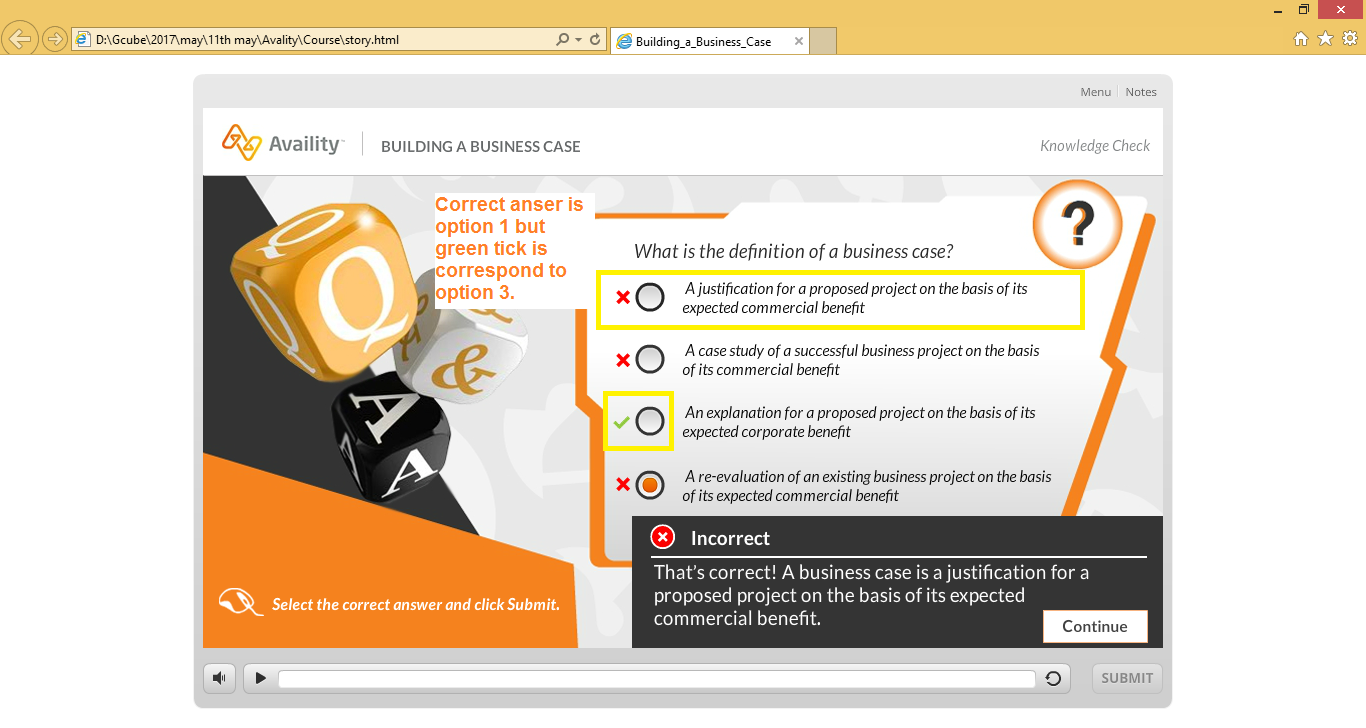 D:\Gcube\2017\may\11th may\Avality\Course\story.html
Building_a_Business_Case
Menu Notes
Availity™ BUILDING A BUSINESS CASE
Knowledge Check
Correct anser is
option 1 but
green tick is
correspond to
option 3.
Q
&
A
A
?
What is the definition of a business case?
A justification for a proposed project on the basis of its
expected commercial benefit
A case study of a successful business project on the basis
of its commercial benefit
An explanation for a proposed project on the basis of its
expected corporate benefit
A re-evaluation of an existing business project on the basis
of its expected commercial benefit
Incorrect
That’s correct! A business case is a justification for a
proposed project on the basis of its expected
commercial benefit.
Continue
Select the correct answer and click Submit.
SUBMIT